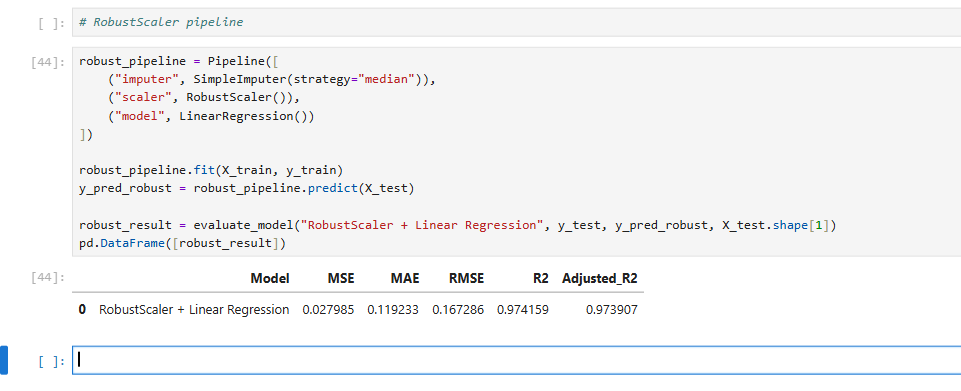 [ ]: # RobustScaler pipeline
[44]: robust_pipeline = Pipeline([
("imputer", SimpleImputer(strategy="median")),
("scaler", RobustScaler()),
("model", LinearRegression())
])
robust_pipeline.fit(X_train, y_train)
y_pred_robust = robust_pipeline.predict(X_test)
robust_result = evaluate_model("RobustScaler + Linear Regression", y_test, y_pred_robust, X_test.shape[1])
pd.DataFrame([robust_result])
[44]: Model MSE MAE RMSE R2 Adjusted_R2
0 RobustScaler + Linear Regression 0.027985 0.119233 0.167286 0.974159 0.973907
[ ]: